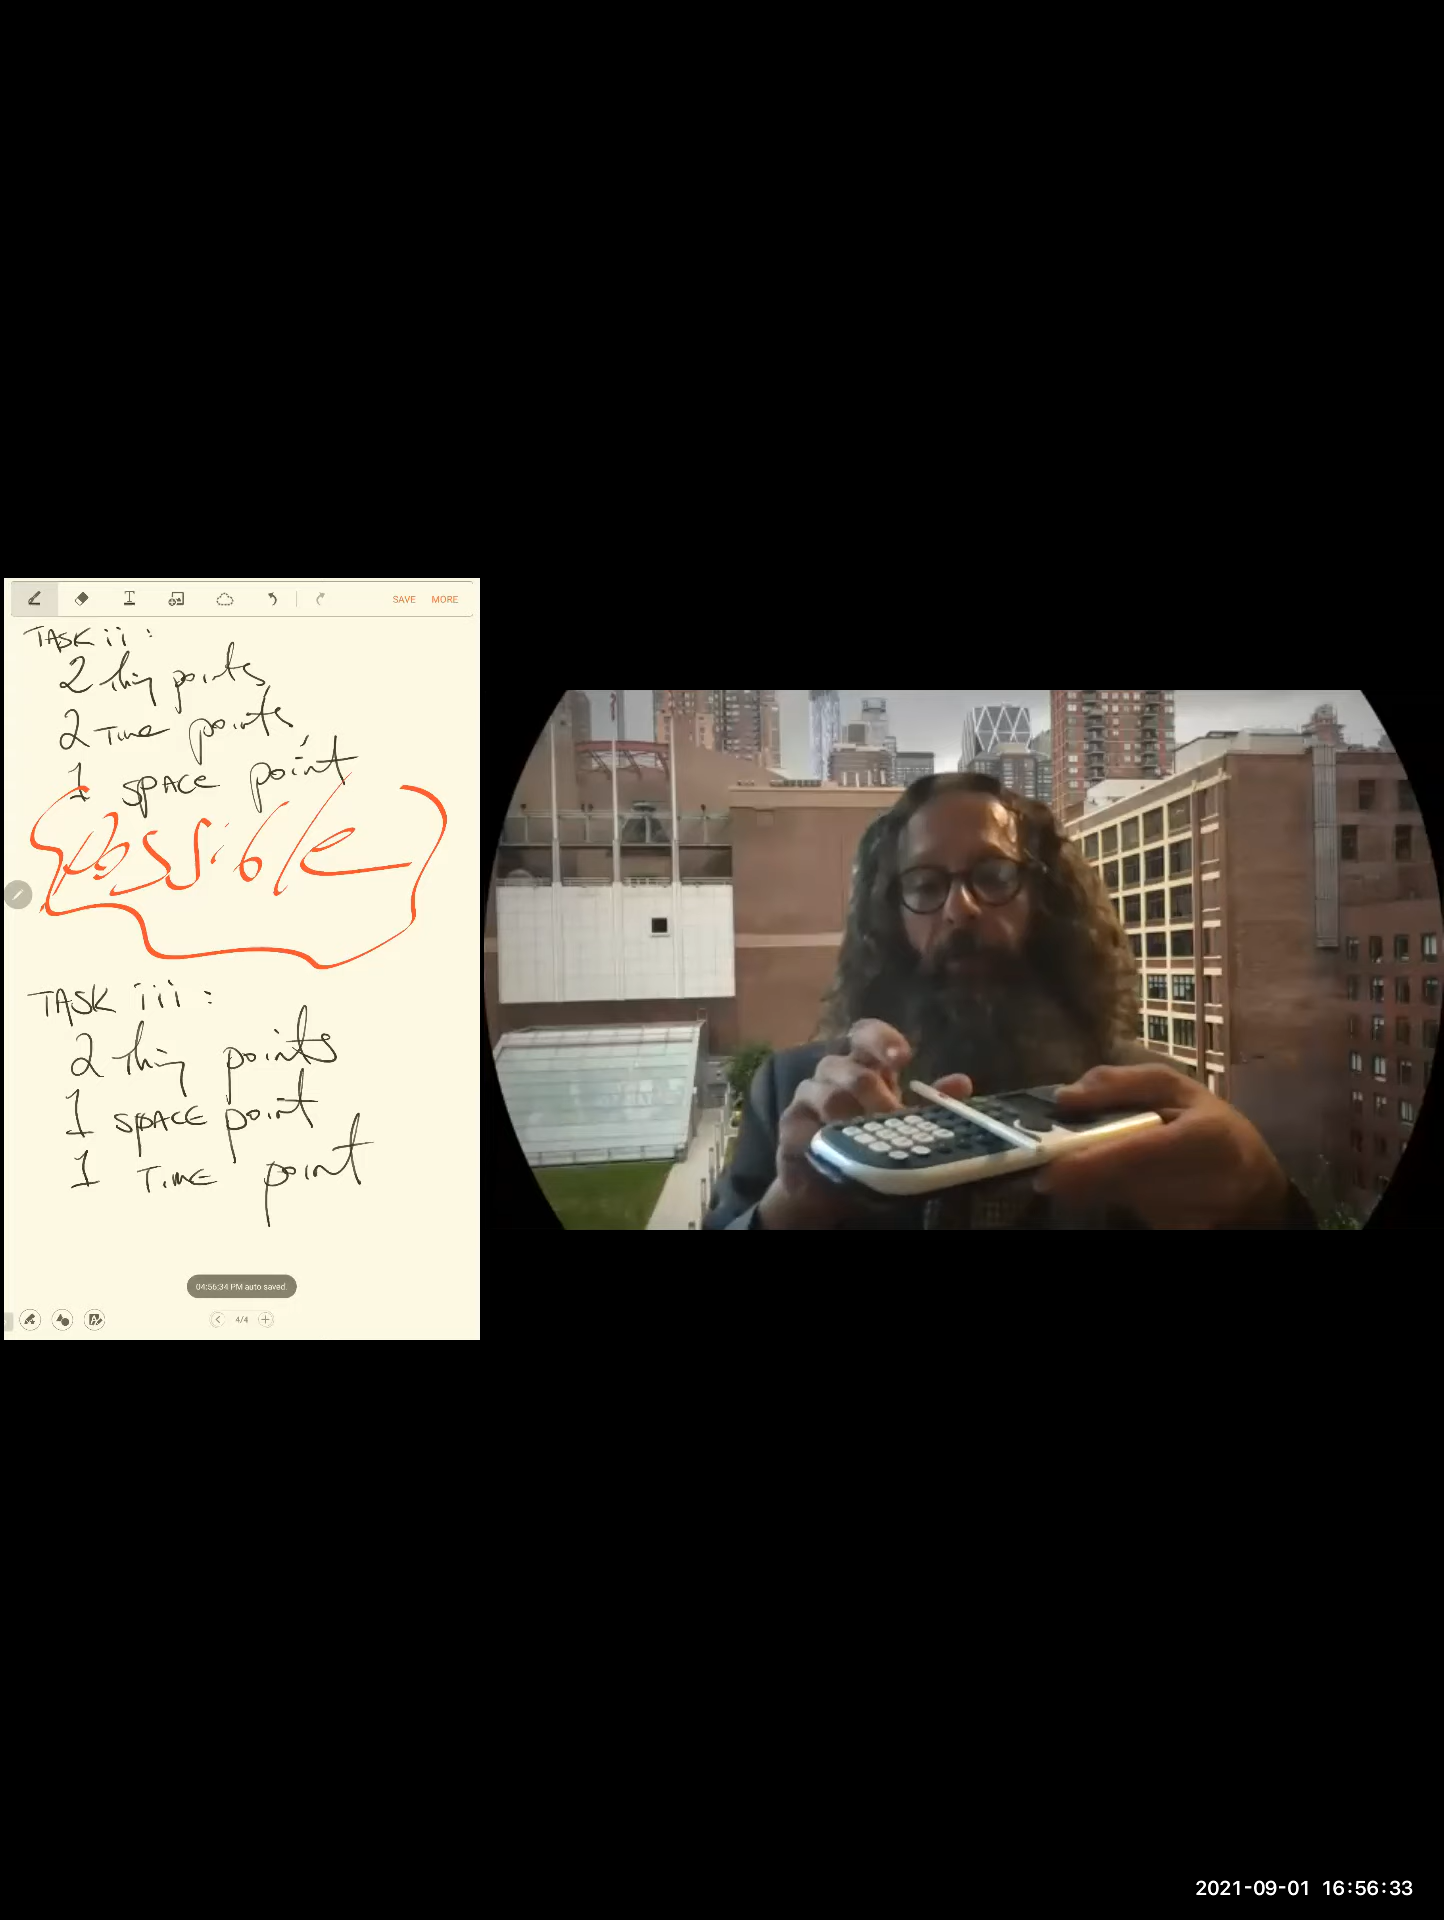 SAVE MORE
TASK ii :
2 thing points
2 TIME points
1 SPACE point
possible
TASK iii :
2 thing points
1 SPACE point
1 TIME point
04:56:34 PM auto saved.
4/4
2021-09-01 16:56:33